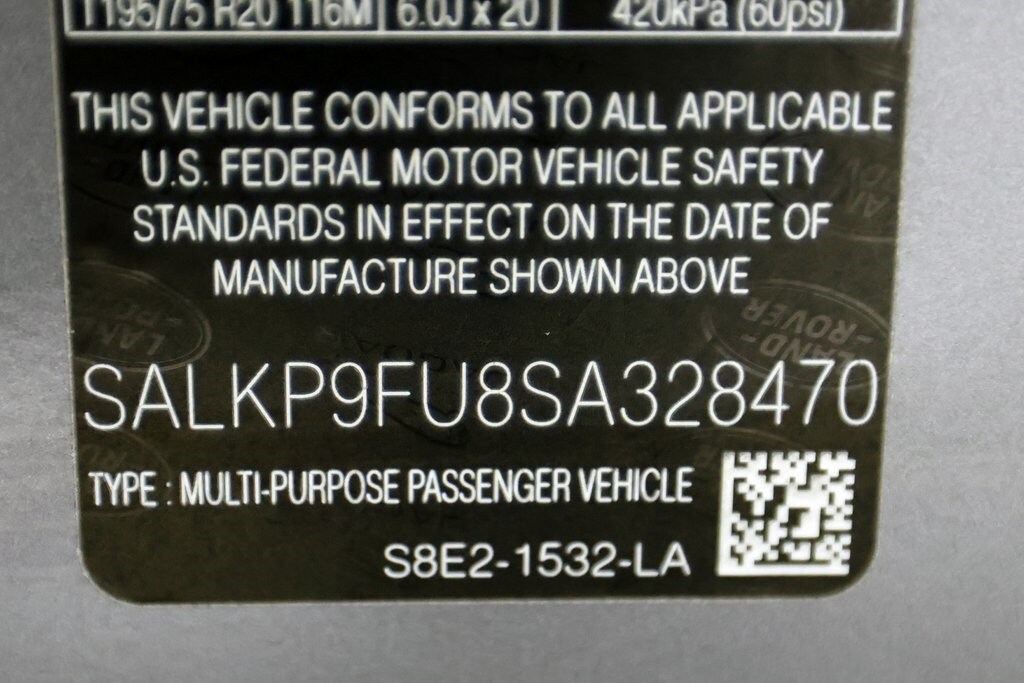 T195/75 R20 116M 6.0J x 20 420kPa (60psi)
THIS VEHICLE CONFORMS TO ALL APPLICABLE
U.S. FEDERAL MOTOR VEHICLE SAFETY
STANDARDS IN EFFECT ON THE DATE OF
MANUFACTURE SHOWN ABOVE
LAND-
ROVER
SALKP9FU8SA328470
TYPE : MULTI-PURPOSE PASSENGER VEHICLE
S8E2-1532-LA